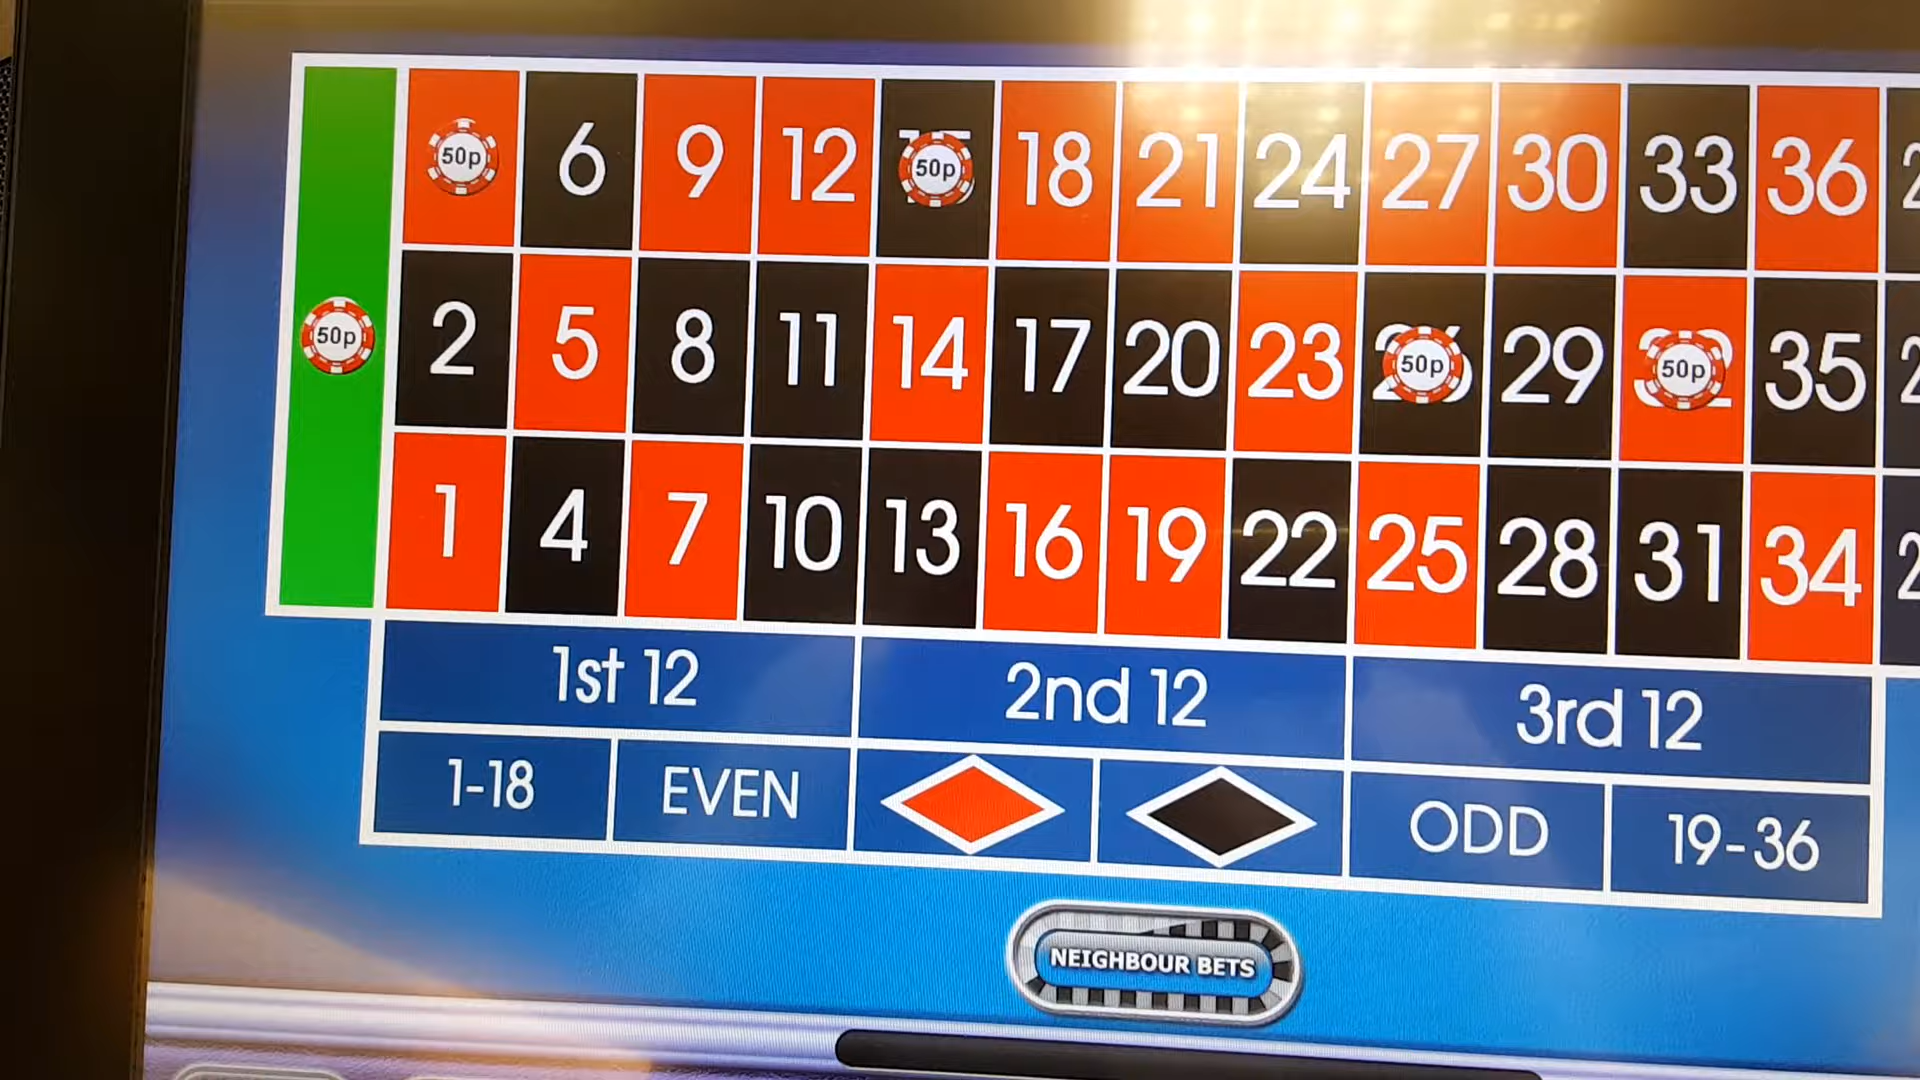 50p 6 9 12 50p 18 21 24 27 30 33 36
50p 2 5 8 11 14 17 20 23 50p 29 50p 35
1 4 7 10 13 16 19 22 25 28 31 34
1st 12 2nd 12 3rd 12
1-18 EVEN ODD 19-36
NEIGHBOUR BETS